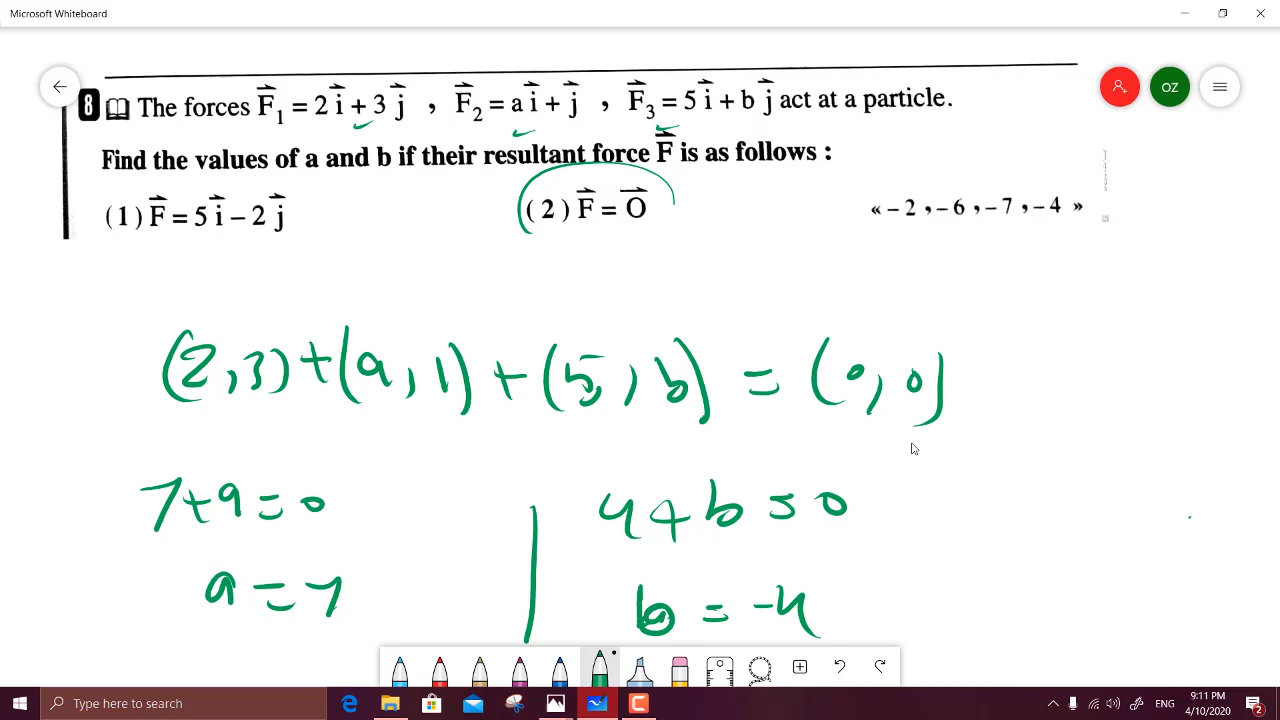 Microsoft Whiteboard
8 The forces F₁ = 2 i + 3 j , F₂ = a i + j , F₃ = 5 i + b j act at a particle.
Find the values of a and b if their resultant force F is as follows :
(1) F = 5 i − 2 j (2) F = O « − 2 , − 6 , − 7 , − 4 »
OZ
(2,3)+(a,1)+(5,b) = (0,0)
7+a=0 4+b=0
a=-7 b=-4
Type here to search
ENG
9:11 PM
4/10/2020